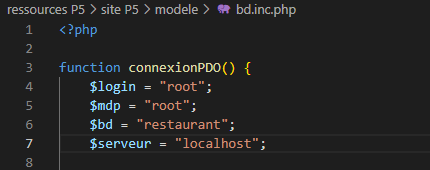 ressources P5 > site P5 > modele > bd.inc.php
1 <?php
2
3 function connexionPDO() {
4 $login = "root";
5 $mdp = "root";
6 $bd = "restaurant";
7 $serveur = "localhost";
8